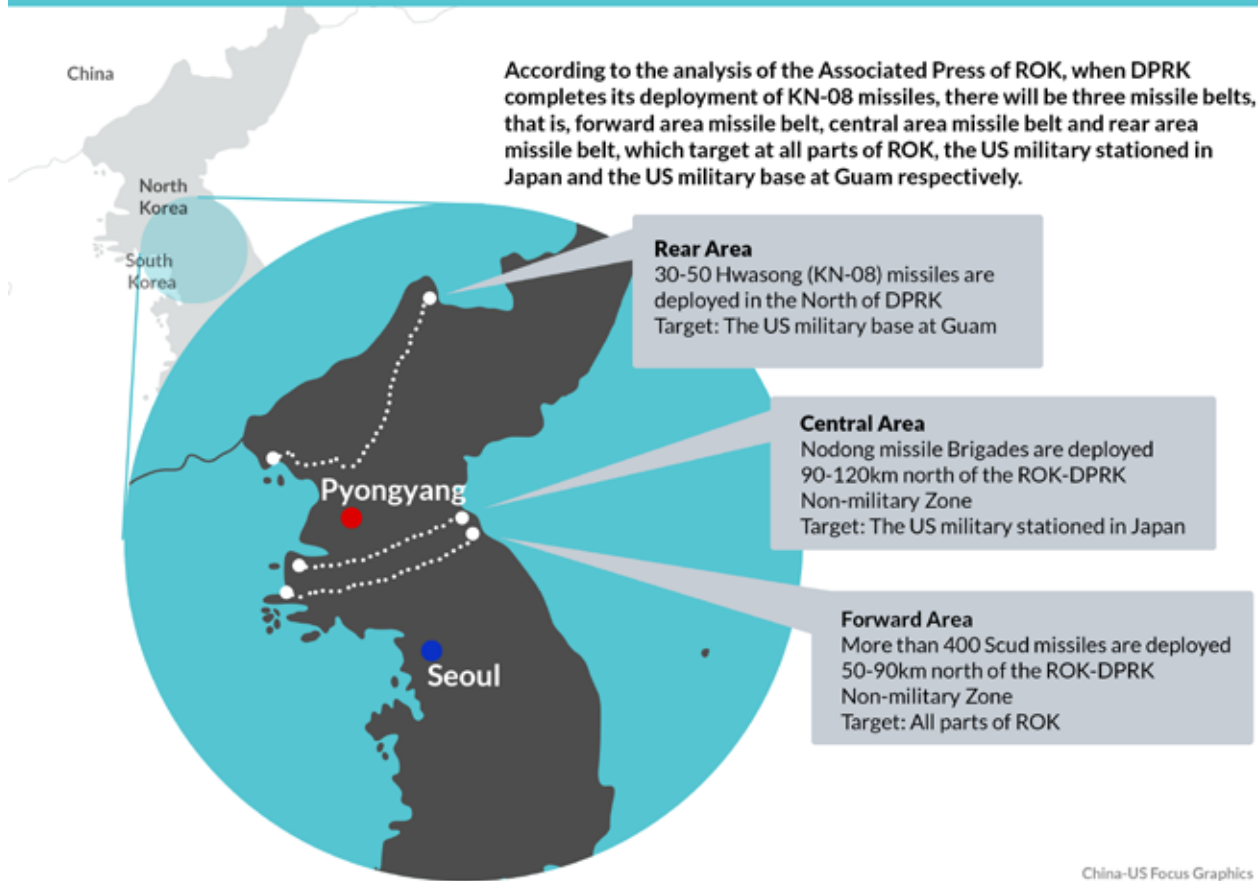 China
According to the analysis of the Associated Press of ROK, when DPRK
completes its deployment of KN-08 missiles, there will be three missile belts,
that is, forward area missile belt, central area missile belt and rear area
missile belt, which target at all parts of ROK, the US military stationed in
Japan and the US military base at Guam respectively.
North
Korea
South
Korea
Rear Area
30-50 Hwasong (KN-08) missiles are
deployed in the North of DPRK
Target: The US military base at Guam
Central Area
Nodong missile Brigades are deployed
90-120km north of the ROK-DPRK
Non-military Zone
Target: The US military stationed in Japan
Pyongyang
Forward Area
More than 400 Scud missiles are deployed
50-90km north of the ROK-DPRK
Non-military Zone
Target: All parts of ROK
Seoul
China-US Focus Graphics